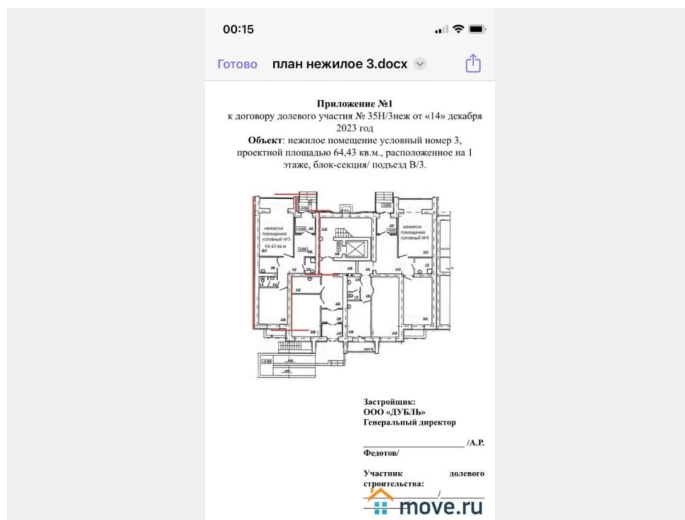 00:15
Готово план нежилое 3.docx
Приложение №1
к договору долевого участия № 35Н/3неж от «14» декабря
2023 год
Объект: нежилое помещение условный номер 3,
проектной площадью 64,43 кв.м., расположенное на 1
этаже, блок-секция/ подъезд В/3.
нежилое
помещение
условный №3
64,43 кв.м
нежилое
помещение
условный №4
Застройщик:
ООО «ДУБЛЬ»
Генеральный директор
/А.Р.
Федотов/
Участник долевого
строительства:
/
move.ru